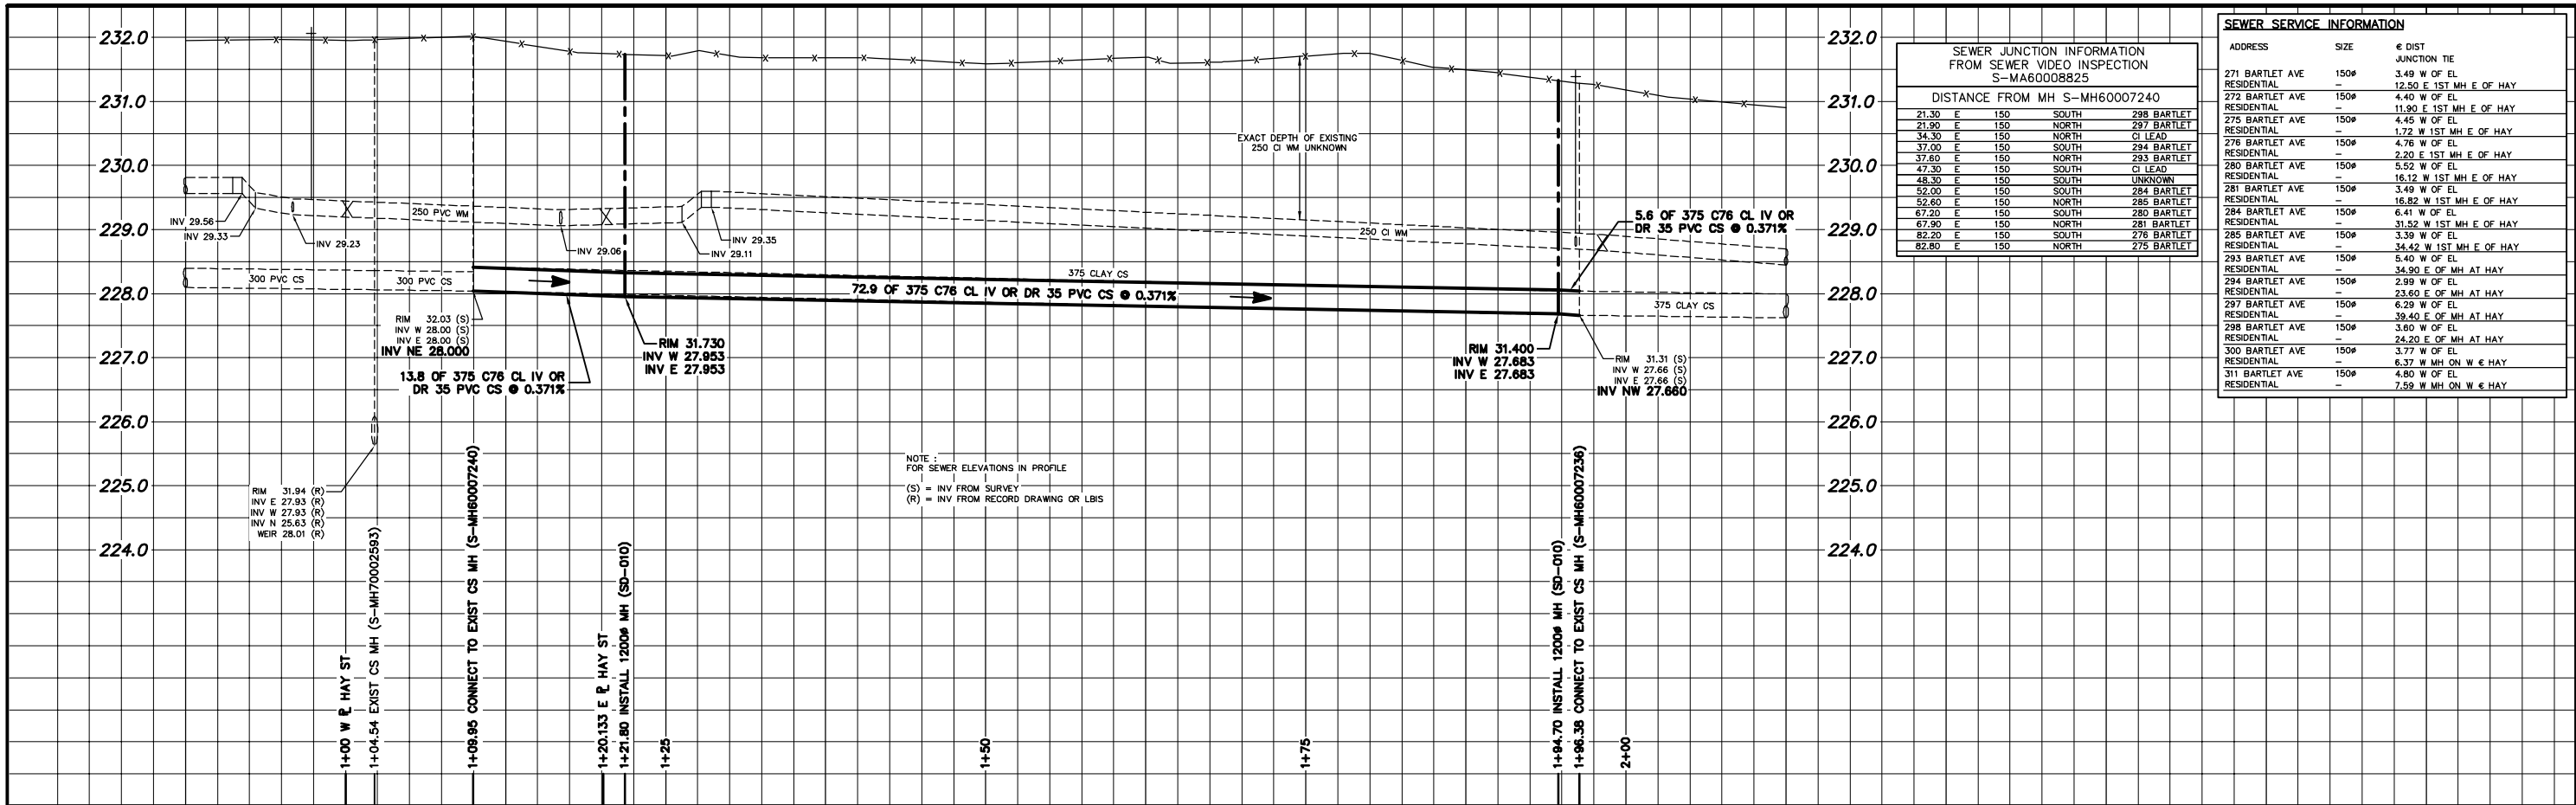 232.0
231.0
230.0
229.0
228.0
227.0
226.0
225.0
224.0
INV 29.56
INV 29.33
INV 29.23
250 PVC WM
INV 29.06
INV 29.11
INV 29.35
300 PVC CS
300 PVC CS
EXACT DEPTH OF EXISTING
250 CI WM UNKNOWN
250 CI WM
375 CLAY CS
72.9 OF 375 C76 CL IV OR DR 35 PVC CS @ 0.371%
5.6 OF 375 C76 CL IV OR
DR 35 PVC CS @ 0.371%
375 CLAY CS
RIM 32.03 (S)
INV W 28.00 (S)
INV E 28.00 (S)
INV NE 28.000
13.8 OF 375 C76 CL IV OR
DR 35 PVC CS @ 0.371%
RIM 31.730
INV W 27.953
INV E 27.953
RIM 31.400
INV W 27.683
INV E 27.683
RIM 31.31 (S)
INV W 27.66 (S)
INV E 27.66 (S)
INV NW 27.660
RIM 31.94 (R)
INV E 27.93 (R)
INV W 27.93 (R)
INV N 25.63 (R)
WEIR 28.01 (R)
NOTE :
FOR SEWER ELEVATIONS IN PROFILE
(S) = INV FROM SURVEY
(R) = INV FROM RECORD DRAWING OR LBIS
1+00 W ⅊ HAY ST
1+04.54 EXIST CS MH (S-MH70002593)
1+09.95 CONNECT TO EXIST CS MH (S-MH60007240)
1+20.133 E ⅊ HAY ST
1+21.80 INSTALL 1200ø MH (SD-010)
1+25
1+50
1+75
1+94.70 INSTALL 1200ø MH (SD-010)
1+96.38 CONNECT TO EXIST CS MH (S-MH60007236)
2+00
232.0
231.0
230.0
229.0
228.0
227.0
226.0
225.0
224.0
SEWER JUNCTION INFORMATION
FROM SEWER VIDEO INSPECTION
S-MA60008825
DISTANCE FROM MH S-MH60007240
21.30 E 150 SOUTH 298 BARTLET
21.90 E 150 NORTH 297 BARTLET
34.30 E 150 NORTH CI LEAD
37.00 E 150 SOUTH 294 BARTLET
37.60 E 150 NORTH 293 BARTLET
47.30 E 150 SOUTH CI LEAD
48.30 E 150 SOUTH UNKNOWN
52.00 E 150 SOUTH 284 BARTLET
52.60 E 150 NORTH 285 BARTLET
67.20 E 150 SOUTH 280 BARTLET
67.90 E 150 NORTH 281 BARTLET
82.20 E 150 SOUTH 276 BARTLET
82.80 E 150 NORTH 275 BARTLET
SEWER SERVICE INFORMATION
ADDRESS SIZE ₵ DIST
JUNCTION TIE
271 BARTLET AVE 150ø 3.49 W OF EL
RESIDENTIAL – 12.50 E 1ST MH E OF HAY
272 BARTLET AVE 150ø 4.40 W OF EL
RESIDENTIAL – 11.90 E 1ST MH E OF HAY
275 BARTLET AVE 150ø 4.45 W OF EL
RESIDENTIAL – 1.72 W 1ST MH E OF HAY
276 BARTLET AVE 150ø 4.76 W OF EL
RESIDENTIAL – 2.20 E 1ST MH E OF HAY
280 BARTLET AVE 150ø 5.52 W OF EL
RESIDENTIAL – 16.12 W 1ST MH E OF HAY
281 BARTLET AVE 150ø 3.49 W OF EL
RESIDENTIAL – 16.82 W 1ST MH E OF HAY
284 BARTLET AVE 150ø 6.41 W OF EL
RESIDENTIAL – 31.52 W 1ST MH E OF HAY
285 BARTLET AVE 150ø 3.39 W OF EL
RESIDENTIAL – 34.42 W 1ST MH E OF HAY
293 BARTLET AVE 150ø 5.40 W OF EL
RESIDENTIAL – 34.90 E OF MH AT HAY
294 BARTLET AVE 150ø 2.99 W OF EL
RESIDENTIAL – 23.60 E OF MH AT HAY
297 BARTLET AVE 150ø 6.29 W OF EL
RESIDENTIAL – 39.40 E OF MH AT HAY
298 BARTLET AVE 150ø 3.60 W OF EL
RESIDENTIAL – 24.20 E OF MH AT HAY
300 BARTLET AVE 150ø 3.77 W OF EL
RESIDENTIAL – 6.37 W MH ON W ₵ HAY
311 BARTLET AVE 150ø 4.80 W OF EL
RESIDENTIAL – 7.59 W MH ON W ₵ HAY